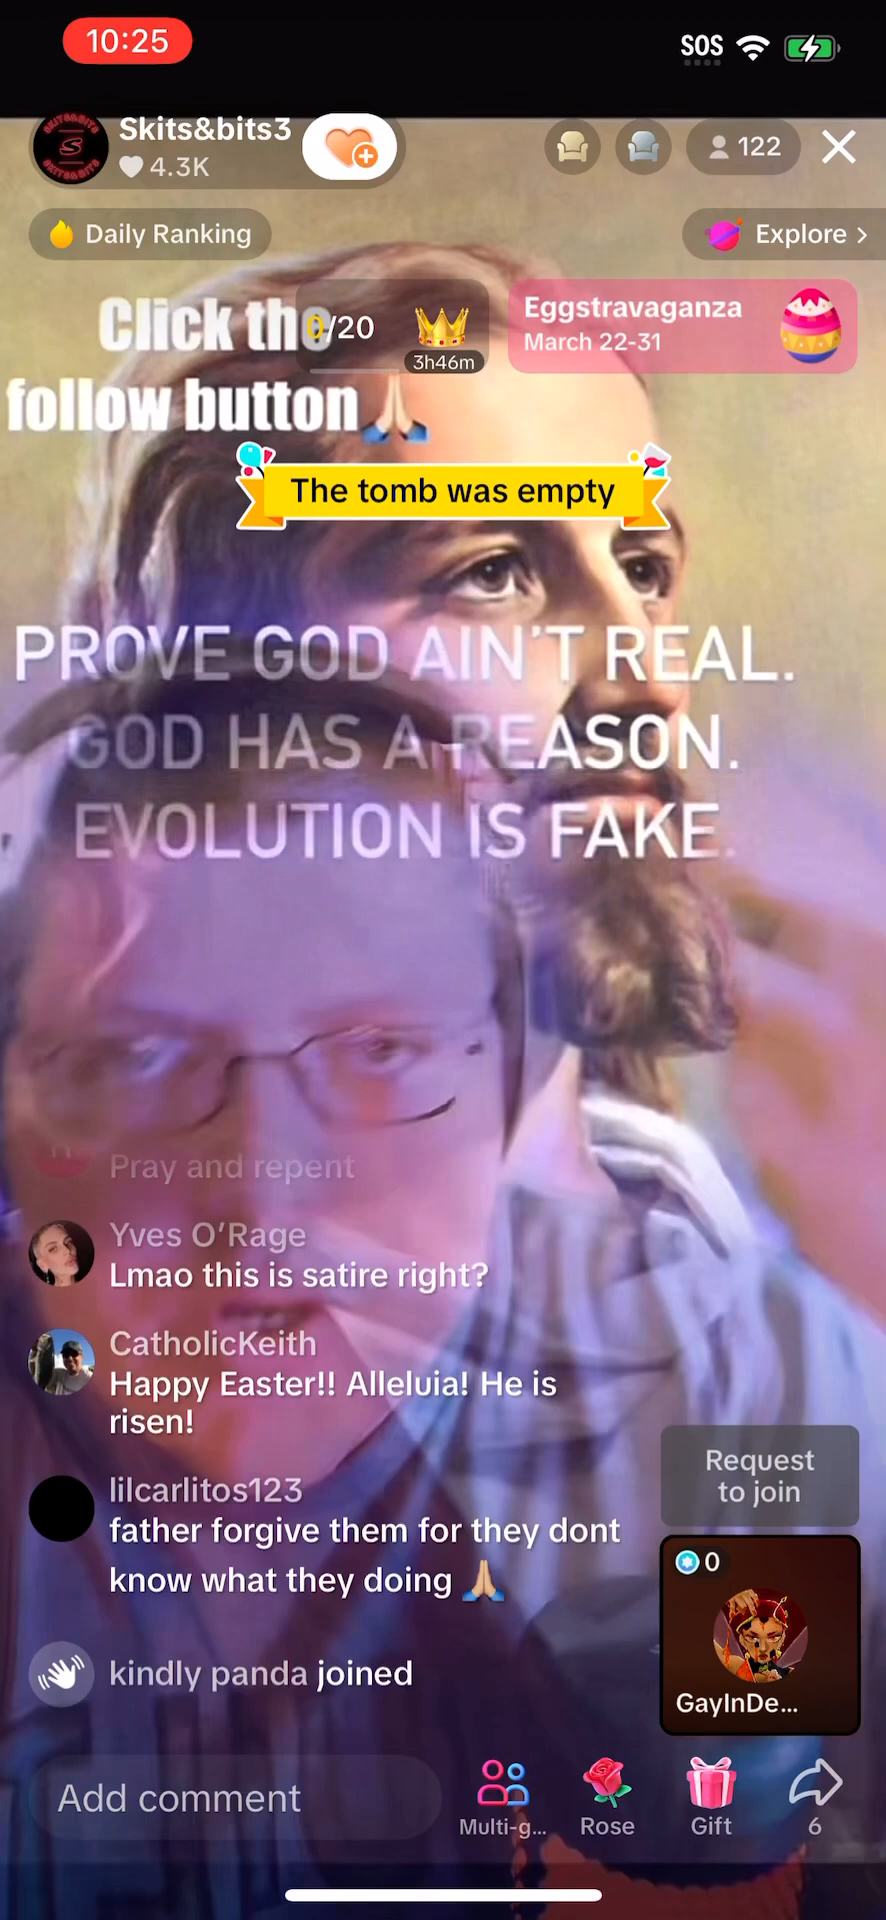 10:25
SOS
Skits&bits3
4.3K
122
Daily Ranking
Explore >
Click the
0/20
3h46m
Eggstravaganza
March 22-31
follow button🙏
The tomb was empty
PROVE GOD AIN'T REAL.
GOD HAS A REASON.
EVOLUTION IS FAKE.
Pray and repent
Yves O'Rage
Lmao this is satire right?
CatholicKeith
Happy Easter!! Alleluia! He is
risen!
lilcarlitos123
father forgive them for they dont
know what they doing 🙏
kindly panda joined
Request
to join
0
GayInDe...
Add comment
Multi-g...
Rose
Gift
6